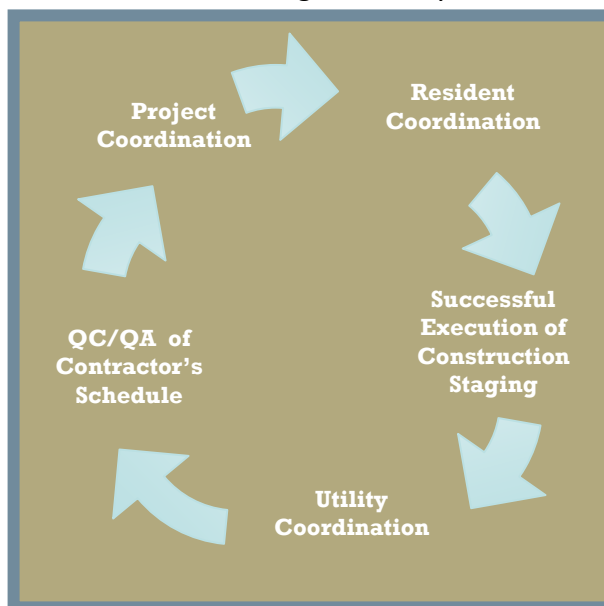 Project
Coordination
Resident
Coordination
Successful
Execution of
Construction
Staging
Utility
Coordination
QC/QA of
Contractor's
Schedule